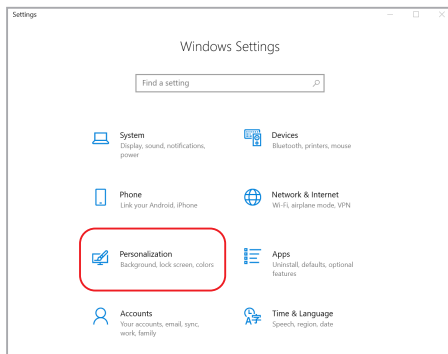 Settings
Windows Settings
Find a setting
System
Display, sound, notifications,
power
Devices
Bluetooth, printers, mouse
Phone
Link your Android, iPhone
Network & Internet
Wi-Fi, airplane mode, VPN
Personalization
Background, lock screen, colors
Apps
Uninstall, defaults, optional
features
Accounts
Your accounts, email, sync,
work, family
Time & Language
Speech, region, date